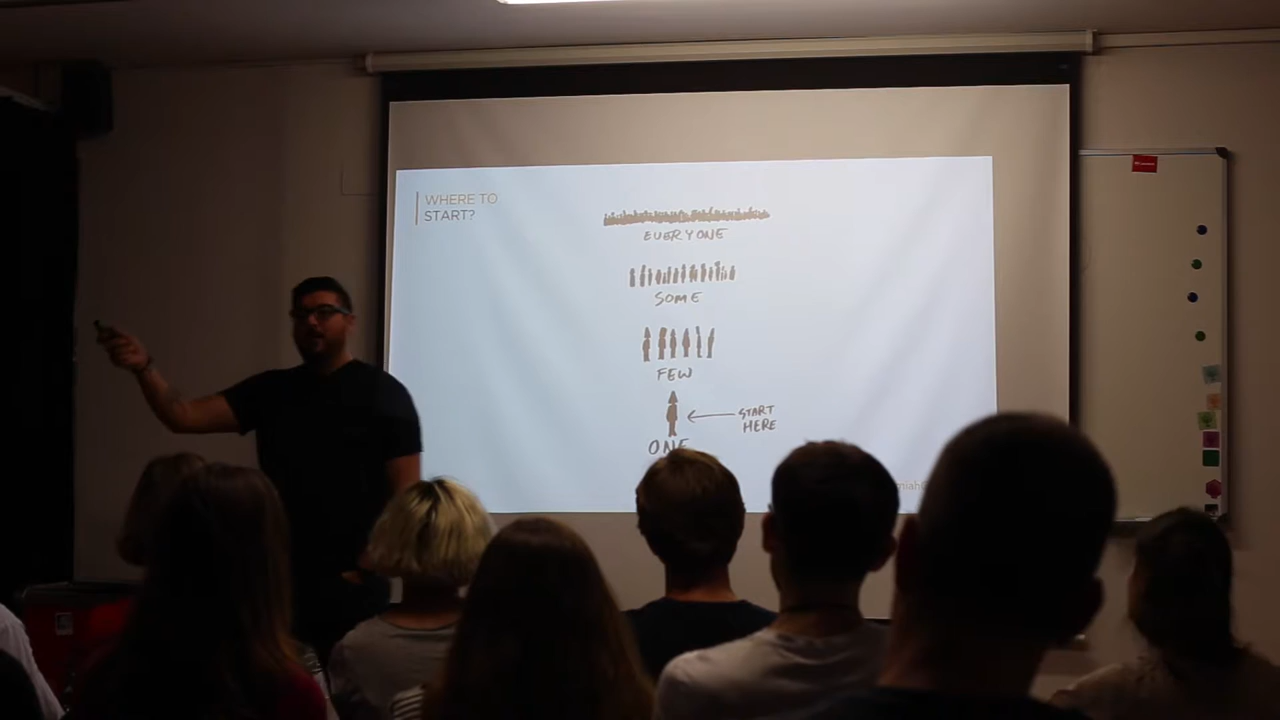 WHERE TO
START?
EVERYONE
SOME
FEW
START
HERE
ONE